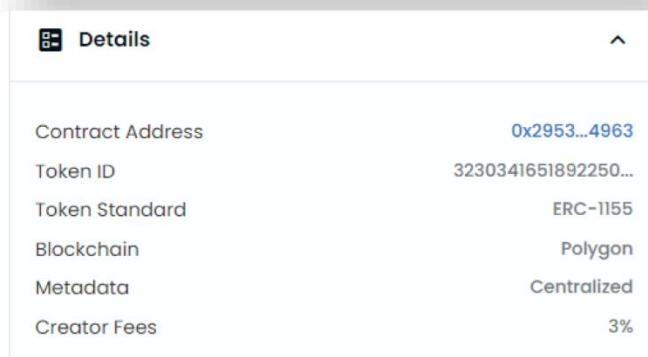 Details
Contract Address 0x2953...4963
Token ID 3230341651892250...
Token Standard ERC-1155
Blockchain Polygon
Metadata Centralized
Creator Fees 3%